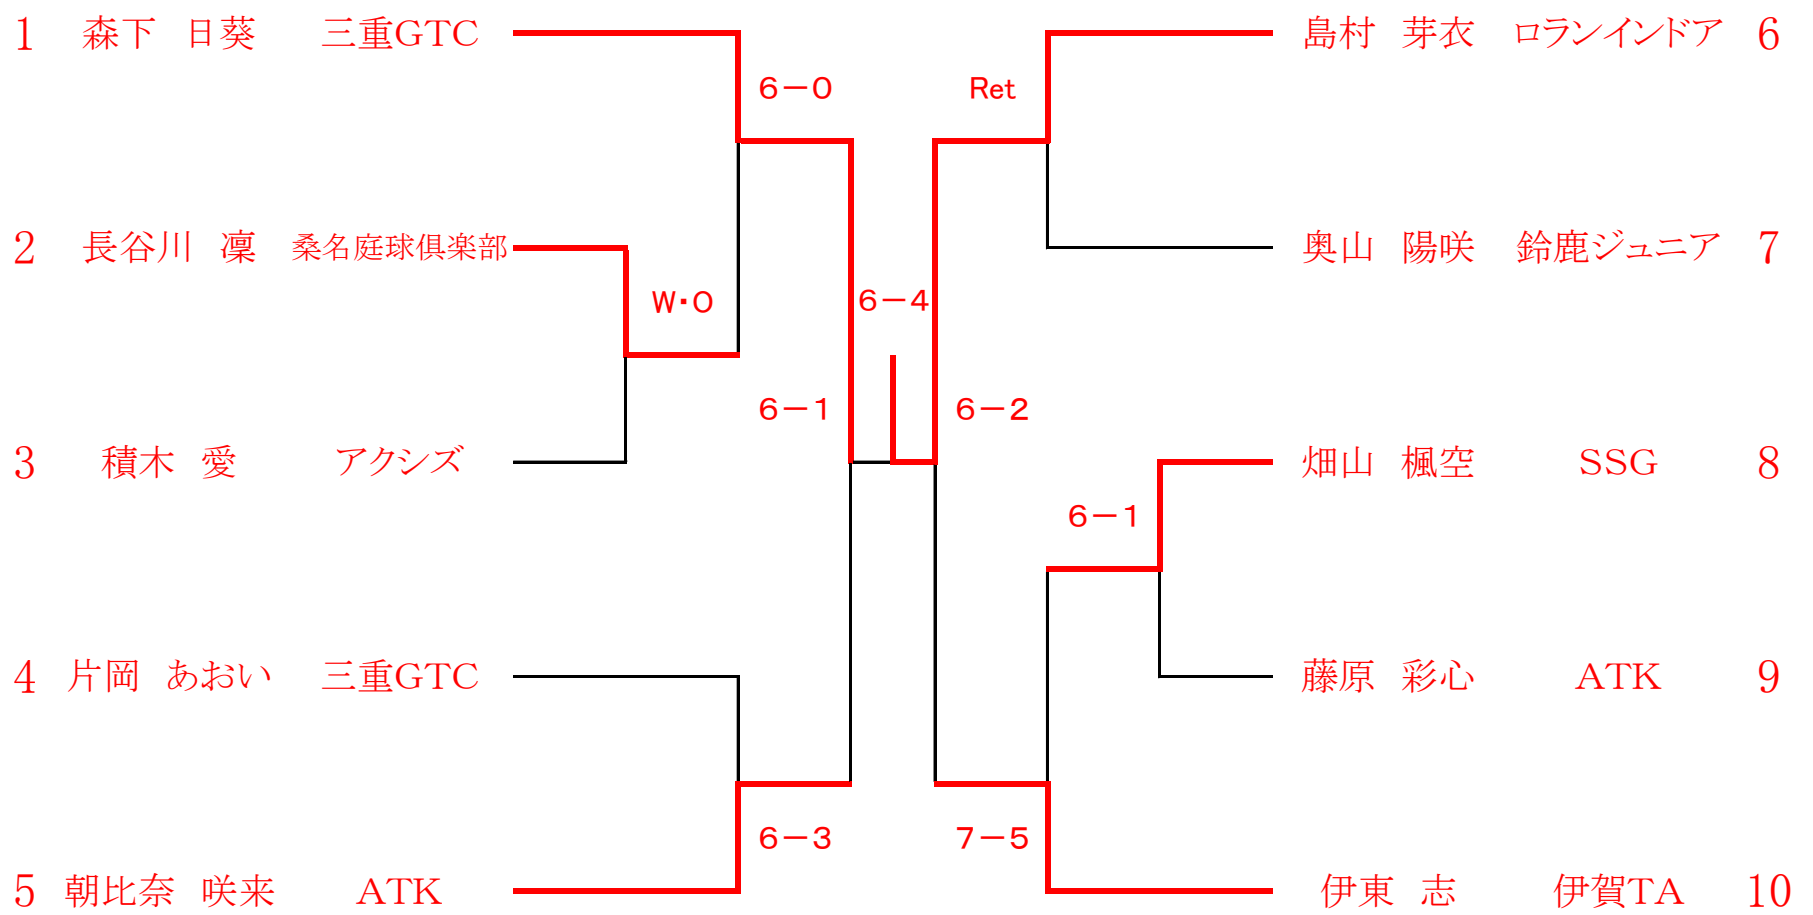 1 森下 日葵 三重GTC
6－0
2 長谷川 凜 桑名庭球倶楽部
W・O
3 積木 愛 アクシズ
6－1
4 片岡 あおい 三重GTC
6－3
5 朝比奈 咲来 ATK
6－4
島村 芽衣 ロランインドア 6
Ret
奥山 陽咲 鈴鹿ジュニア 7
6－2
畑山 楓空 SSG 8
6－1
藤原 彩心 ATK 9
7－5
伊東 志 伊賀TA 10